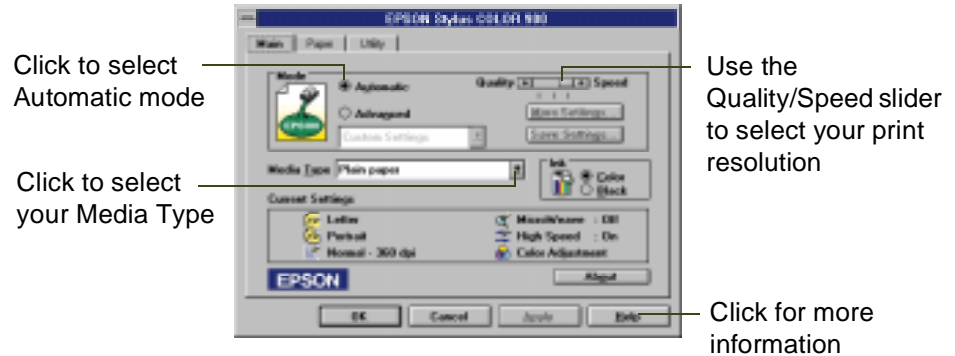 EPSON Stylus COLOR 900
Main Paper Utility
Click to select
Automatic mode
Mode
Automatic
Advanced
Custom Settings
EPSON
Quality Speed
More Settings...
Save Settings...
Use the
Quality/Speed slider
to select your print
resolution
Click to select
your Media Type
Media Type Plain paper
Ink
Color
Black
Current Settings
Letter
Portrait
Normal - 360 dpi
MicroWeave : Off
High Speed : On
Color Adjustment
EPSON
About
OK Cancel Apply Help
Click for more
information